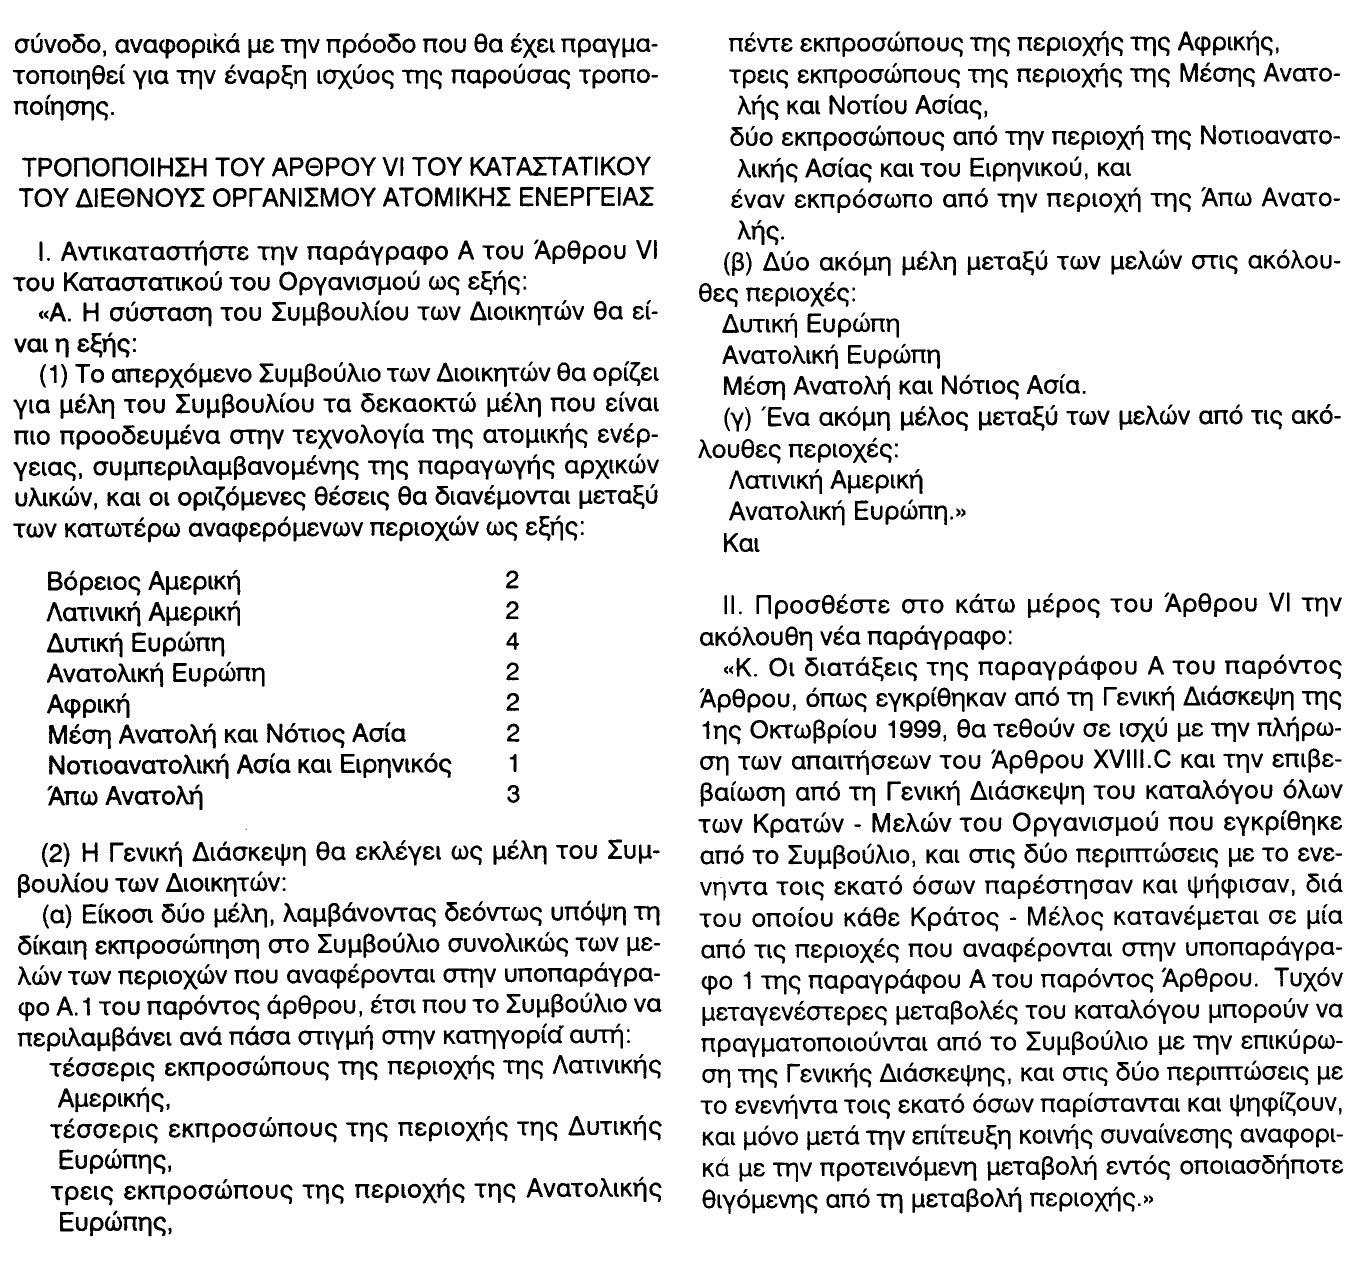 σύνοδο, αναφορικά με την πρόοδο που θα έχει πραγμα-
τοποιηθεί για την έναρξη ισχύος της παρούσας τροπο-
ποίησης.
ΤΡΟΠΟΠΟΙΗΣΗ ΤΟΥ ΑΡΘΡΟΥ VI ΤΟΥ ΚΑΤΑΣΤΑΤΙΚΟΥ
ΤΟΥ ΔΙΕΘΝΟΥΣ ΟΡΓΑΝΙΣΜΟΥ ΑΤΟΜΙΚΗΣ ΕΝΕΡΓΕΙΑΣ
Ι. Αντικαταστήστε την παράγραφο Α του Άρθρου VI
του Καταστατικού του Οργανισμού ως εξής:
«Α. Η σύσταση του Συμβουλίου των Διοικητών θα εί-
ναι η εξής:
(1) Το απερχόμενο Συμβούλιο των Διοικητών θα ορίζει
για μέλη του Συμβουλίου τα δεκαοκτώ μέλη που είναι
πιο προοδευμένα στην τεχνολογία της ατομικής ενέρ-
γειας, συμπεριλαμβανομένης της παραγωγής αρχικών
υλικών, και οι οριζόμενες θέσεις θα διανέμονται μεταξύ
των κατωτέρω αναφερόμενων περιοχών ως εξής:
Βόρειος Αμερική 2
Λατινική Αμερική 2
Δυτική Ευρώπη 4
Ανατολική Ευρώπη 2
Αφρική 2
Μέση Ανατολή και Νότιος Ασία 2
Νοτιοανατολική Ασία και Ειρηνικός 1
Άπω Ανατολή 3
(2) Η Γενική Διάσκεψη θα εκλέγει ως μέλη του Συμ-
βουλίου των Διοικητών:
(α) Είκοσι δύο μέλη, λαμβάνοντας δεόντως υπόψη τη
δίκαιη εκπροσώπηση στο Συμβούλιο συνολικώς των με-
λών των περιοχών που αναφέρονται στην υποπαράγρα-
φο Α.1 του παρόντος άρθρου, έτσι που το Συμβούλιο να
περιλαμβάνει ανά πάσα στιγμή στην κατηγορία αυτή:
τέσσερις εκπροσώπους της περιοχής της Λατινικής
Αμερικής,
τέσσερις εκπροσώπους της περιοχής της Δυτικής
Ευρώπης,
τρεις εκπροσώπους της περιοχής της Ανατολικής
Ευρώπης,
πέντε εκπροσώπους της περιοχής της Αφρικής,
τρεις εκπροσώπους της περιοχής της Μέσης Ανατο-
λής και Νοτίου Ασίας,
δύο εκπροσώπους από την περιοχή της Νοτιοανατο-
λικής Ασίας και του Ειρηνικού, και
έναν εκπρόσωπο από την περιοχή της Άπω Ανατο-
λής.
(β) Δύο ακόμη μέλη μεταξύ των μελών στις ακόλου-
θες περιοχές:
Δυτική Ευρώπη
Ανατολική Ευρώπη
Μέση Ανατολή και Νότιος Ασία.
(γ) Ένα ακόμη μέλος μεταξύ των μελών από τις ακό-
λουθες περιοχές:
Λατινική Αμερική
Ανατολική Ευρώπη.»
Και
ΙΙ. Προσθέστε στο κάτω μέρος του Άρθρου VI την
ακόλουθη νέα παράγραφο:
«Κ. Οι διατάξεις της παραγράφου Α του παρόντος
Άρθρου, όπως εγκρίθηκαν από τη Γενική Διάσκεψη της
1ης Οκτωβρίου 1999, θα τεθούν σε ισχύ με την πλήρω-
ση των απαιτήσεων του Άρθρου XVIII.C και την επιβε-
βαίωση από τη Γενική Διάσκεψη του καταλόγου όλων
των Κρατών - Μελών του Οργανισμού που εγκρίθηκε
από το Συμβούλιο, και στις δύο περιπτώσεις με το ενε-
νήντα τοις εκατό όσων παρέστησαν και ψήφισαν, διά
του οποίου κάθε Κράτος - Μέλος κατανέμεται σε μία
από τις περιοχές που αναφέρονται στην υποπαράγρα-
φο 1 της παραγράφου Α του παρόντος Άρθρου. Τυχόν
μεταγενέστερες μεταβολές του καταλόγου μπορούν να
πραγματοποιούνται από το Συμβούλιο με την επικύρω-
ση της Γενικής Διάσκεψης, και στις δύο περιπτώσεις με
το ενενήντα τοις εκατό όσων παρίστανται και ψηφίζουν,
και μόνο μετά την επίτευξη κοινής συναίνεσης αναφορι-
κά με την προτεινόμενη μεταβολή εντός οποιασδήποτε
θιγόμενης από τη μεταβολή περιοχής.»